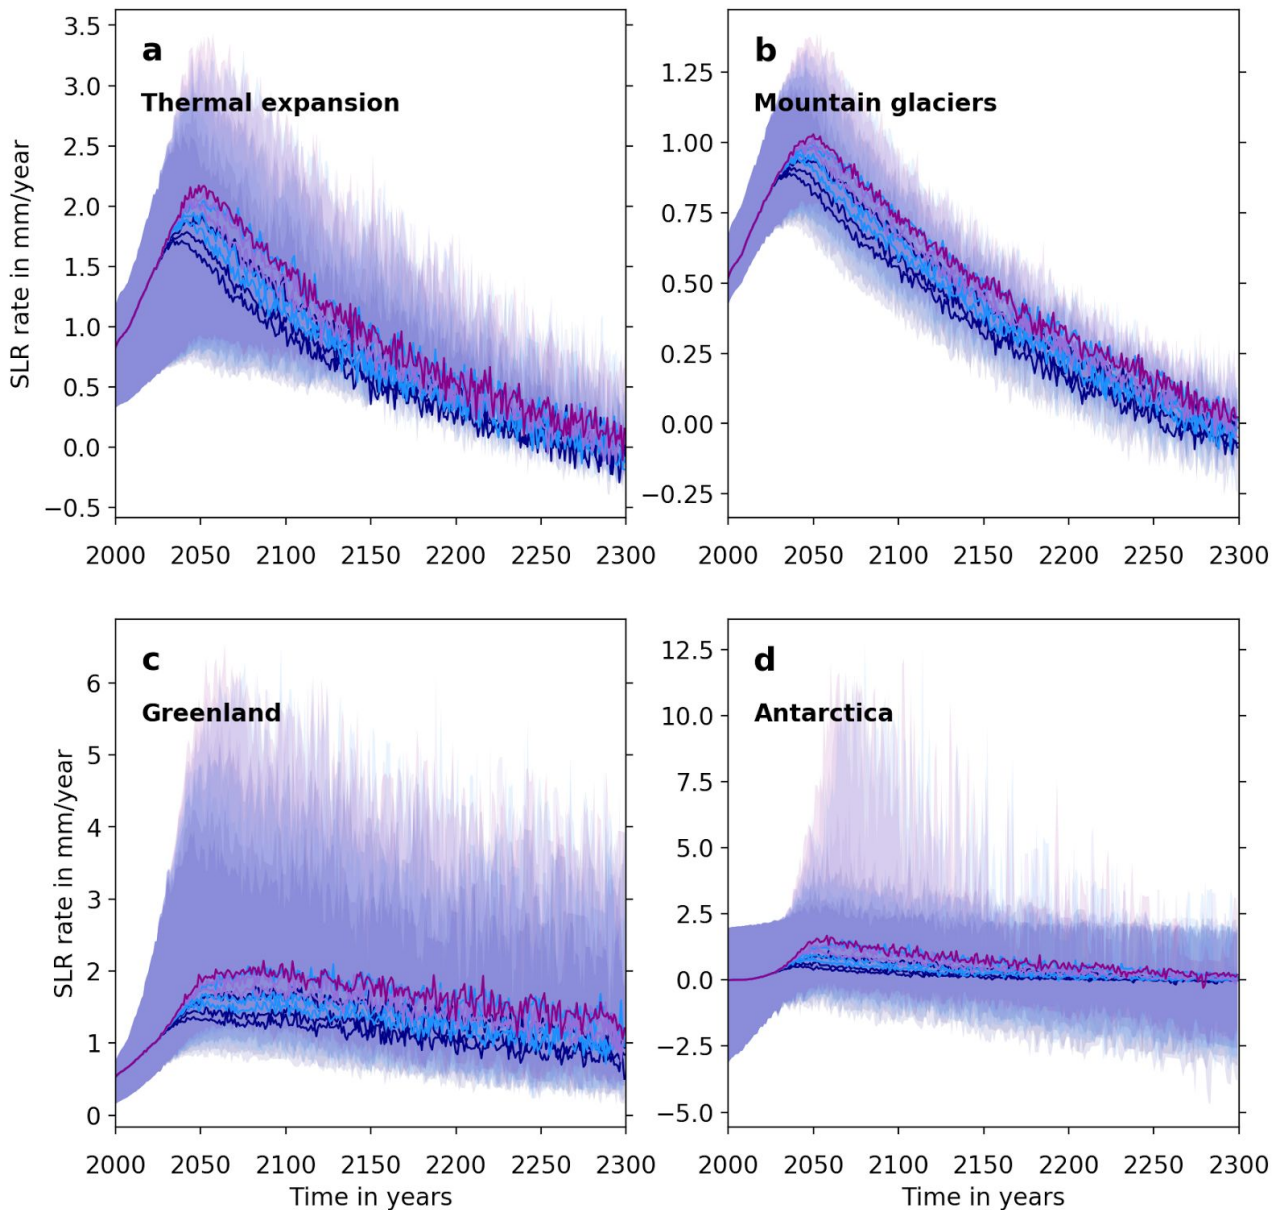 a
Thermal expansion
SLR rate in mm/year
3.5
3.0
2.5
2.0
1.5
1.0
0.5
0.0
−0.5
2000 2050 2100 2150 2200 2250 2300
b
Mountain glaciers
1.25
1.00
0.75
0.50
0.25
0.00
−0.25
2000 2050 2100 2150 2200 2250 2300
c
Greenland
SLR rate in mm/year
6
5
4
3
2
1
0
2000 2050 2100 2150 2200 2250 2300
Time in years
d
Antarctica
12.5
10.0
7.5
5.0
2.5
0.0
−2.5
−5.0
2000 2050 2100 2150 2200 2250 2300
Time in years